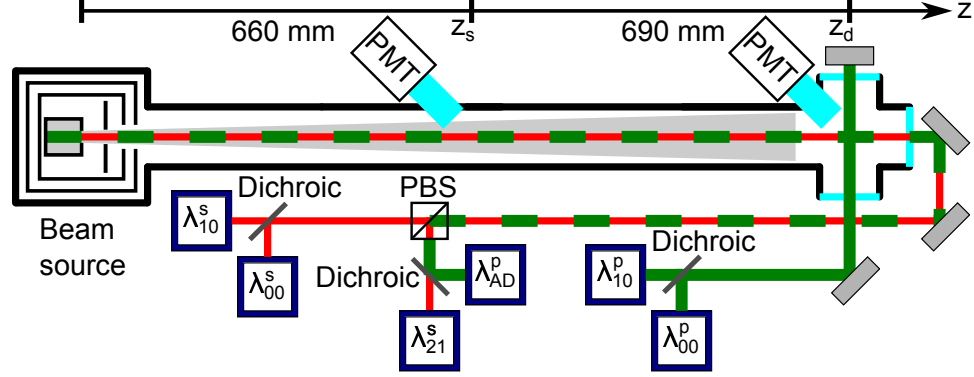 z
660 mm
z_s
690 mm
z_d
PMT
PMT
Beam
source
Dichroic
PBS
Dichroic
Dichroic
λ^s_10
λ^s_00
λ^p_AD
λ^s_21
λ^p_10
λ^p_00